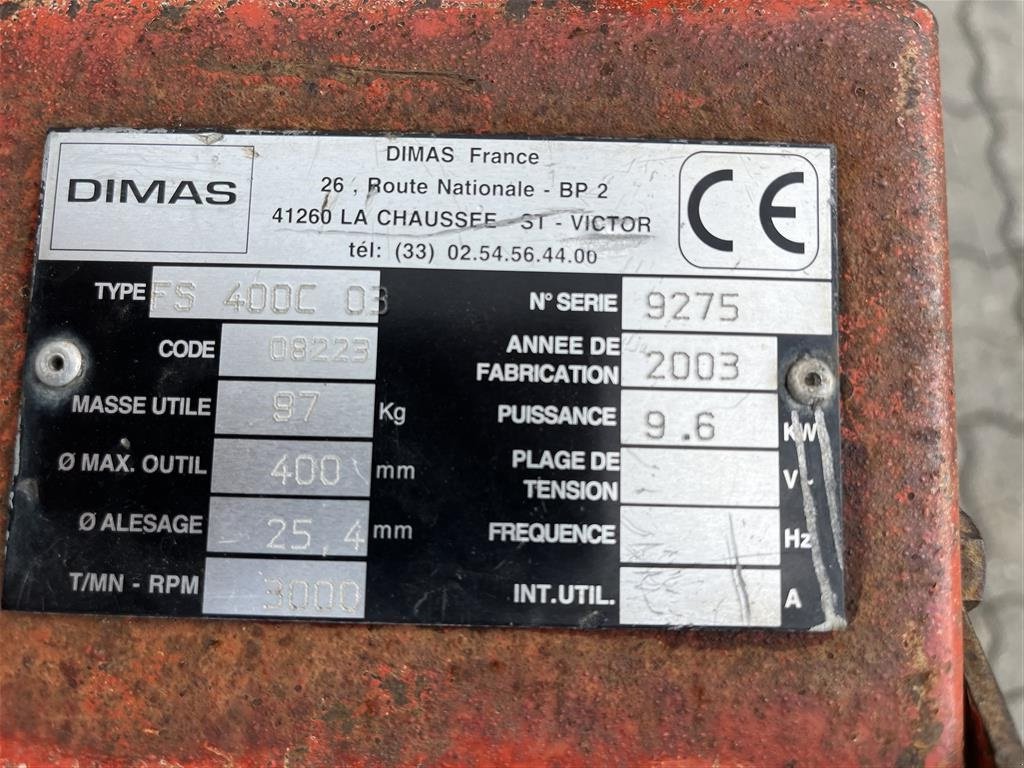 DIMAS
DIMAS France
26 , Route Nationale - BP 2
41260 LA CHAUSSEE ST - VICTOR
tél: (33) 02.54.56.44.00
CE
TYPE FS 400C 03
CODE 08223
MASSE UTILE 97 Kg
Ø MAX. OUTIL 400 mm
Ø ALESAGE 25,4 mm
T/MN - RPM 3000
N° SERIE 9275
ANNEE DE
FABRICATION 2003
PUISSANCE 9.6 KW
PLAGE DE
TENSION V~
FREQUENCE Hz
INT.UTIL. A